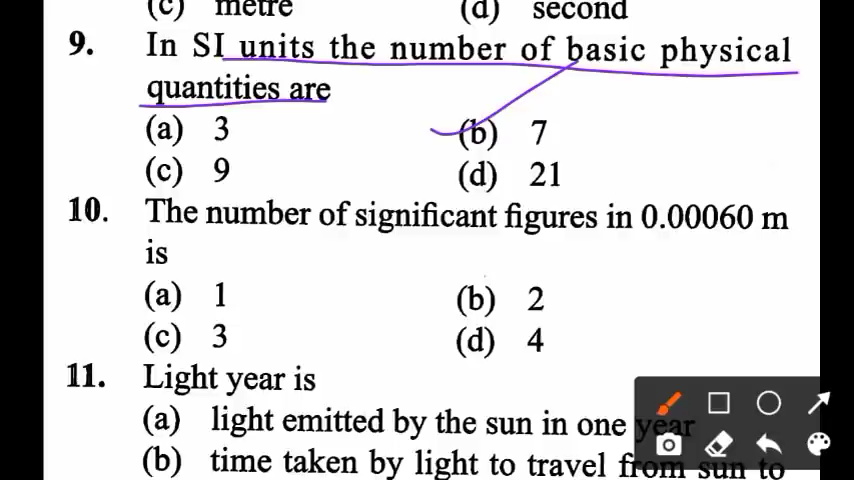 (c) metre (d) second
9. In SI units the number of basic physical
quantities are
(a) 3 (b) 7
(c) 9 (d) 21
10. The number of significant figures in 0.00060 m
is
(a) 1 (b) 2
(c) 3 (d) 4
11. Light year is
(a) light emitted by the sun in one year
(b) time taken by light to travel from sun to